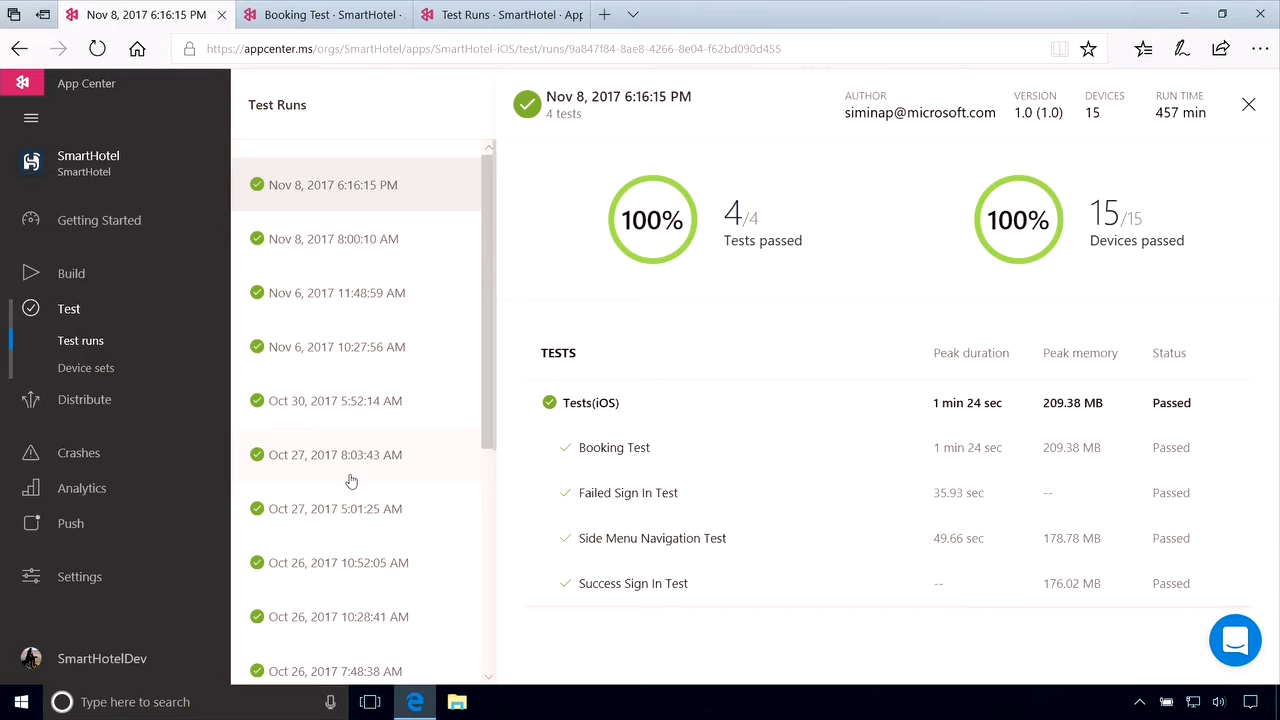 Nov 8, 2017 6:16:15 PM
Booking Test - SmartHotel ·
Test Runs - SmartHotel · App
https://appcenter.ms/orgs/SmartHotel/apps/SmartHotel-iOS/test/runs/9a847f84-8ae8-4266-8e04-f62bd090d455
App Center
SmartHotel
SmartHotel
Getting Started
Build
Test
Test runs
Device sets
Distribute
Crashes
Analytics
Push
Settings
SmartHotelDev
Test Runs
Nov 8, 2017 6:16:15 PM
Nov 8, 2017 8:00:10 AM
Nov 6, 2017 11:48:59 AM
Nov 6, 2017 10:27:56 AM
Oct 30, 2017 5:52:14 AM
Oct 27, 2017 8:03:43 AM
Oct 27, 2017 5:01:25 AM
Oct 26, 2017 10:52:05 AM
Oct 26, 2017 10:28:41 AM
Oct 26, 2017 7:48:38 AM
Nov 8, 2017 6:16:15 PM
4 tests
AUTHOR
siminap@microsoft.com
VERSION
1.0 (1.0)
DEVICES
15
RUN TIME
457 min
100%
4/4
Tests passed
100%
15/15
Devices passed
TESTS Peak duration Peak memory Status
Tests(iOS) 1 min 24 sec 209.38 MB Passed
Booking Test 1 min 24 sec 209.38 MB Passed
Failed Sign In Test 35.93 sec -- Passed
Side Menu Navigation Test 49.66 sec 178.78 MB Passed
Success Sign In Test -- 176.02 MB Passed
Type here to search